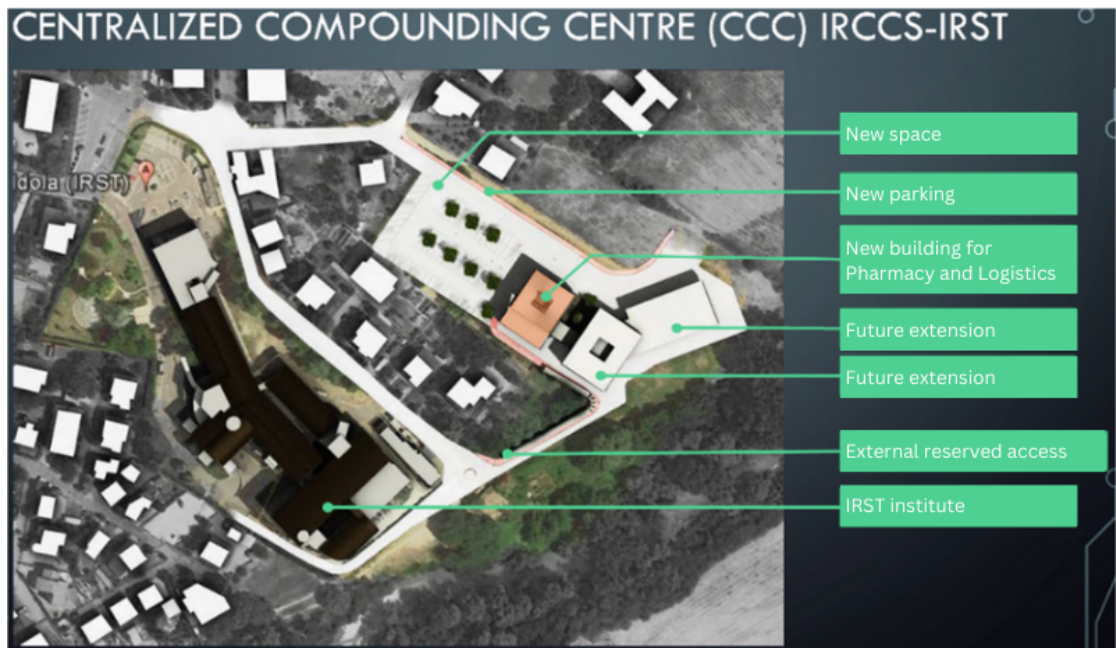 CENTRALIZED COMPOUNDING CENTRE (CCC) IRCCS-IRST
New space
New parking
idola (IRST)
A
New building for
Pharmacy and Logistics
Future extension
Future extension
External reserved access
IRST institute